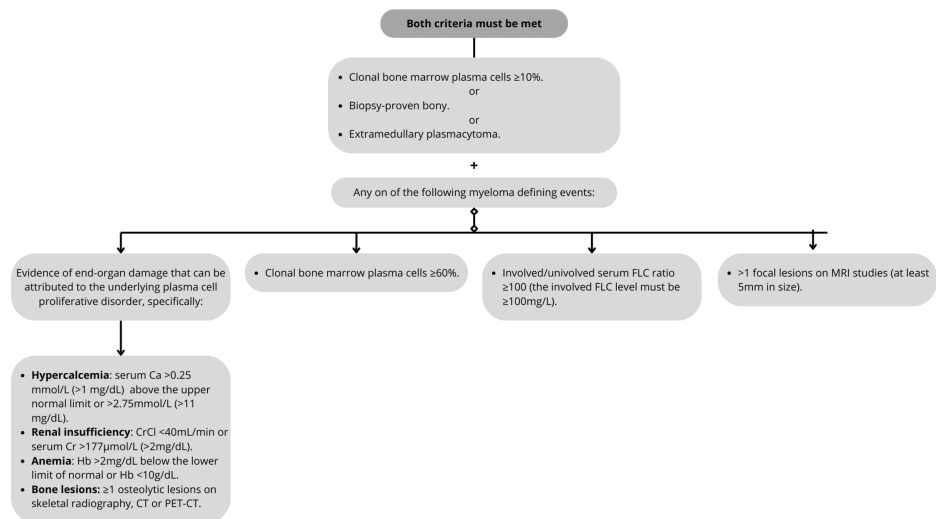 Both criteria must be met
• Clonal bone marrow plasma cells ≥10%.
or
• Biopsy-proven bony.
or
• Extramedullary plasmacytoma.
+
Any on of the following myeloma defining events:
Evidence of end-organ damage that can be
attributed to the underlying plasma cell
proliferative disorder, specifically:
• Clonal bone marrow plasma cells ≥60%.
• Involved/univolved serum FLC ratio
≥100 (the involved FLC level must be
≥100mg/L).
• >1 focal lesions on MRI studies (at least
5mm in size).
• Hypercalcemia: serum Ca >0.25
mmol/L (>1 mg/dL) above the upper
normal limit or >2.75mmol/L (>11
mg/dL).
• Renal insufficiency: CrCl <40mL/min or
serum Cr >177μmol/L (>2mg/dL).
• Anemia: Hb >2mg/dL below the lower
limit of normal or Hb <10g/dL.
• Bone lesions: ≥1 osteolytic lesions on
skeletal radiography, CT or PET-CT.